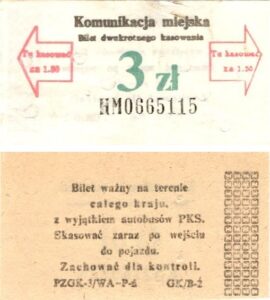 Komunikacja miejska
Bilet dwukrotnego kasowania
Tu kasować
za 1.50
3 zł
Tu kasować
za 1.50
HM0665115
Bilet ważny na terenie
całego kraju,
z wyjątkiem autobusów PKS.
Skasować zaraz po wejściu
do pojazdu.
Zachować dla kontroli.
PZGK-3/WA-P-2 GK/B-2